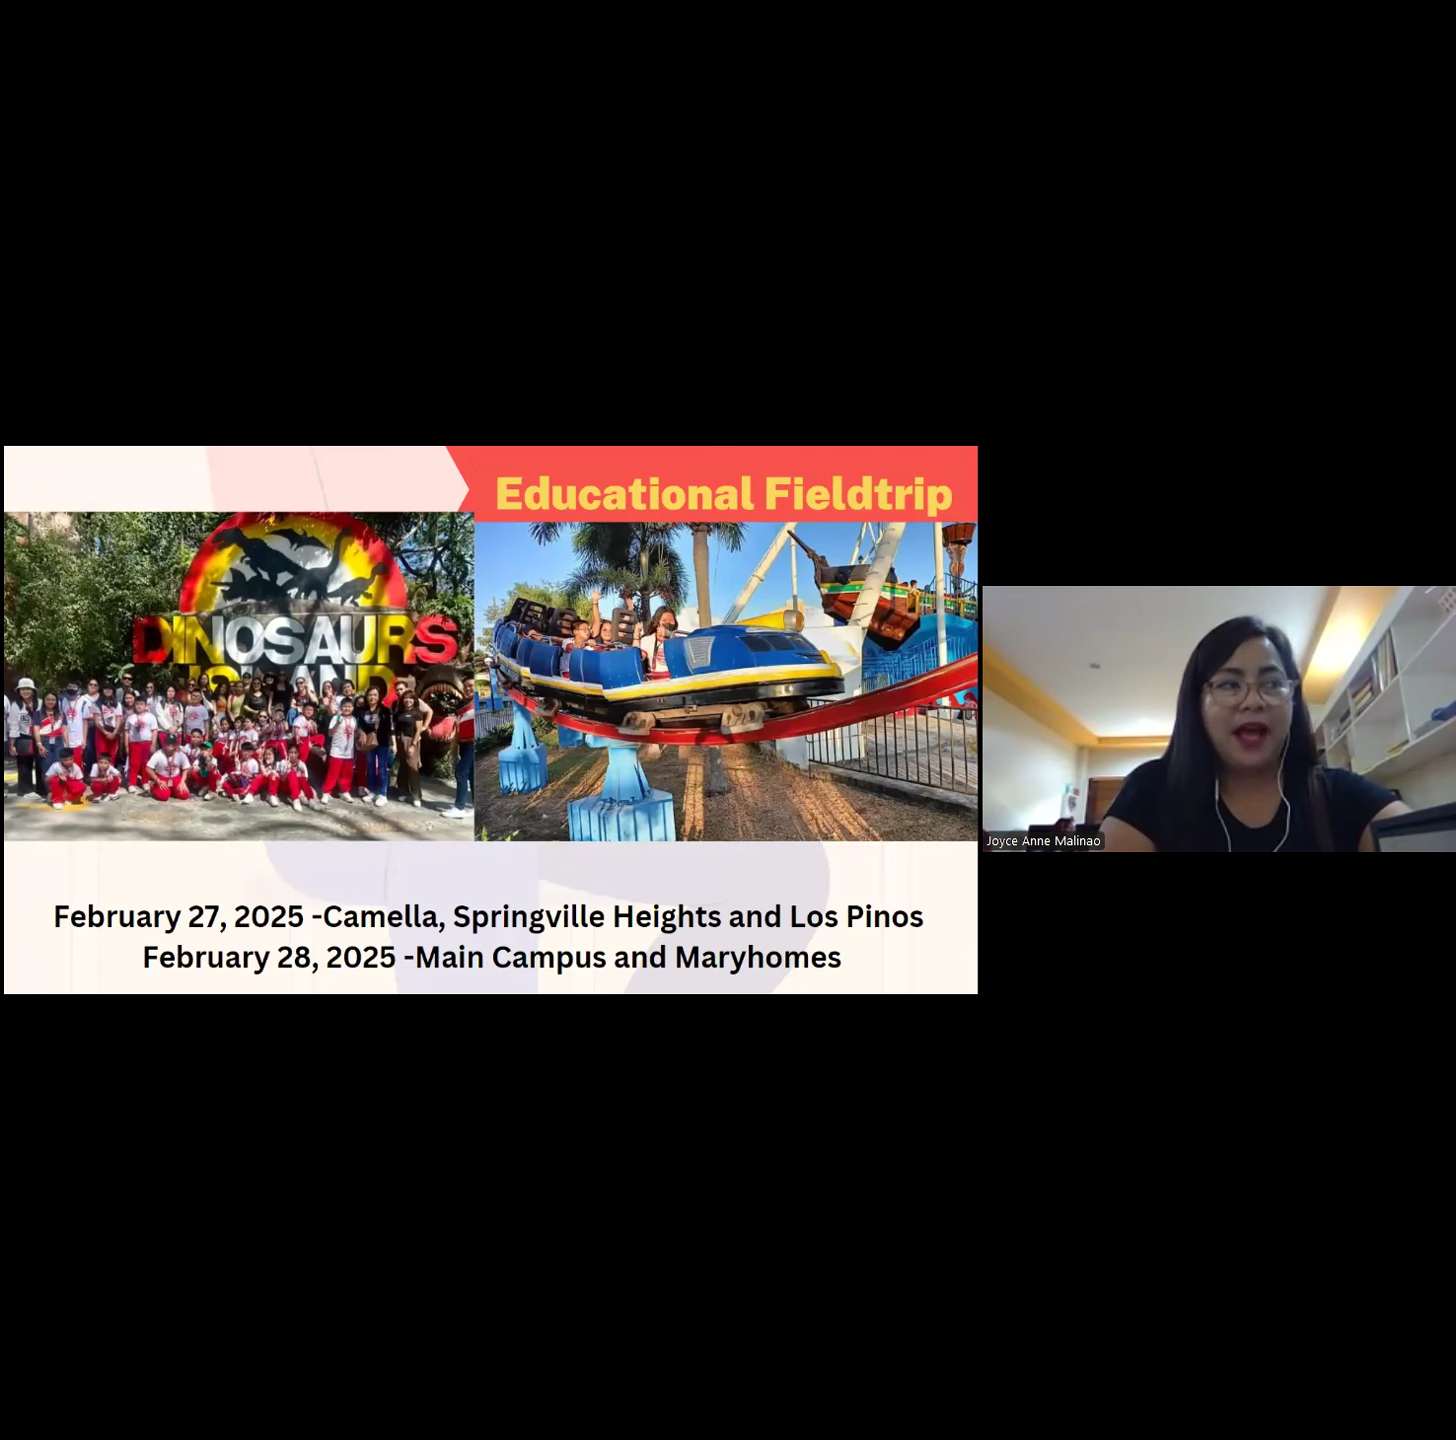 Educational Fieldtrip
DINOSAURS
ISLAND
February 27, 2025 -Camella, Springville Heights and Los Pinos
February 28, 2025 -Main Campus and Maryhomes
Joyce Anne Malinao